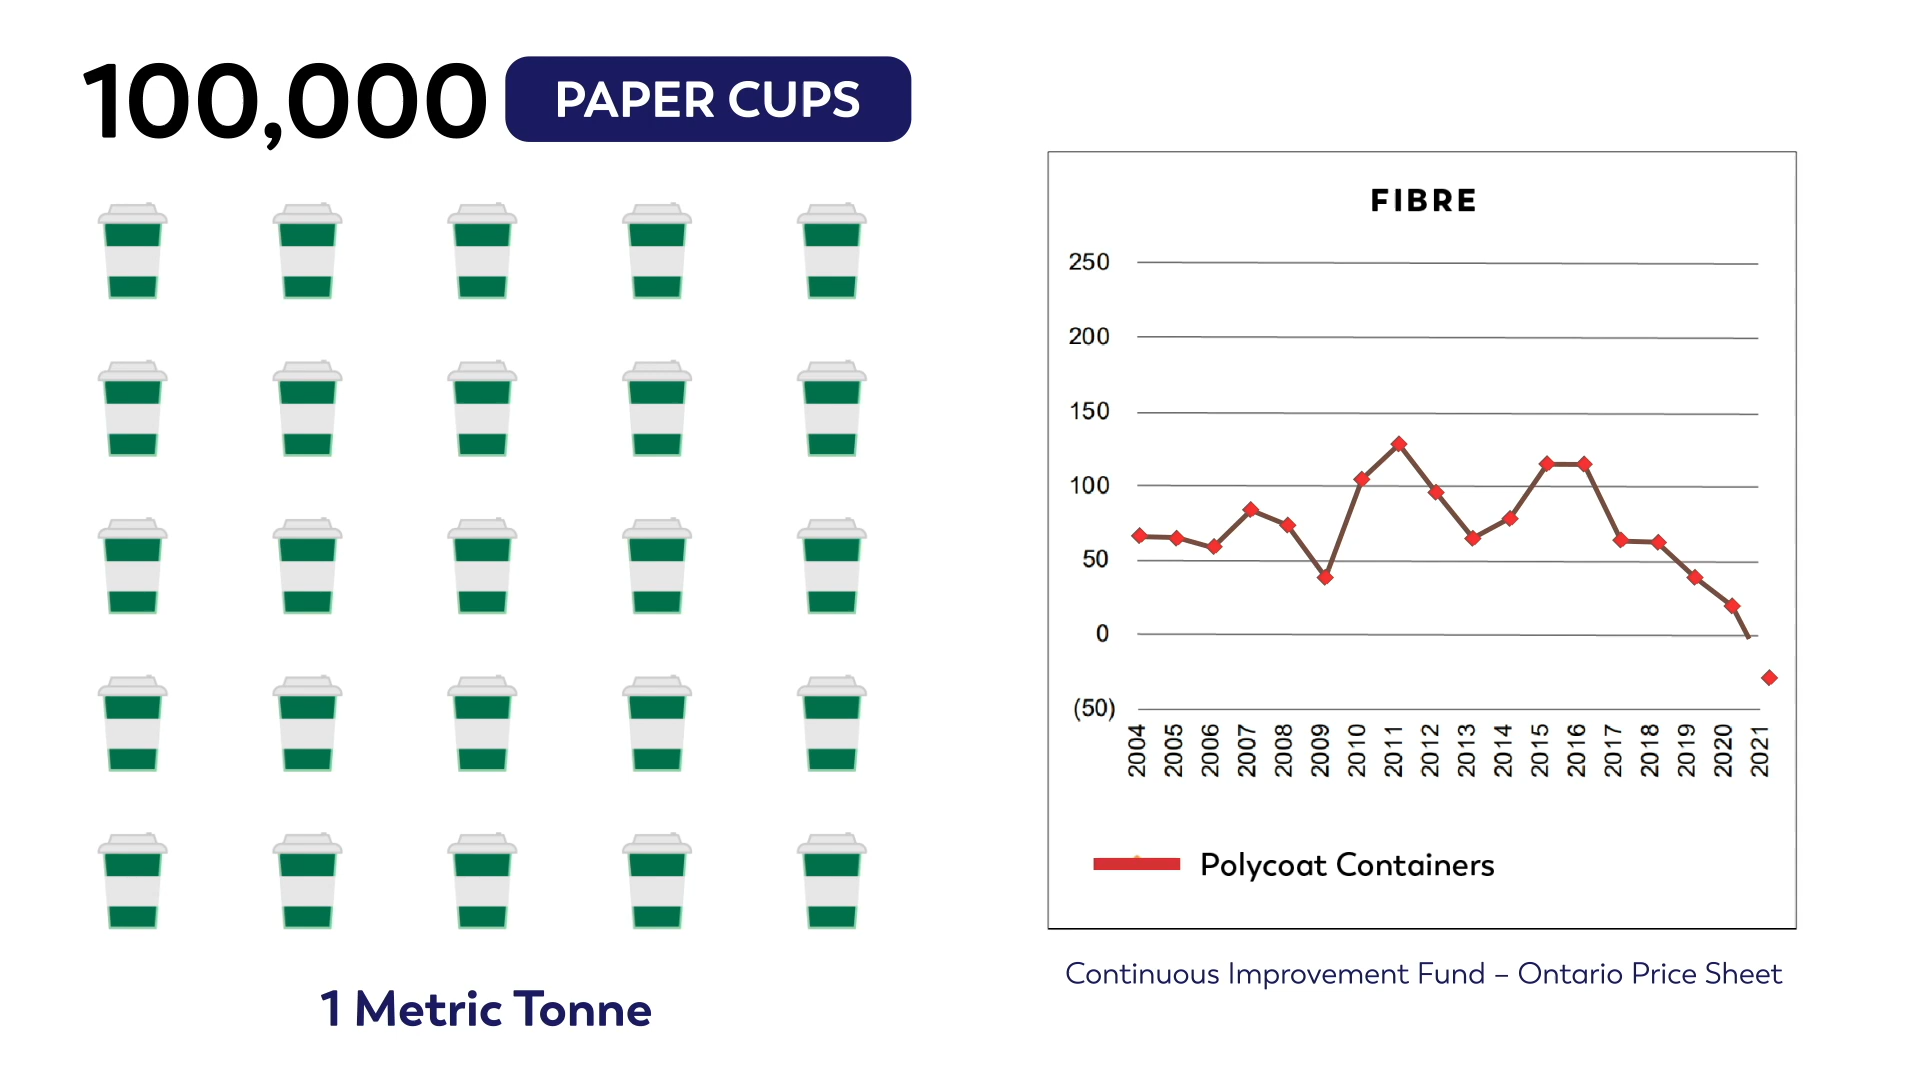 100,000 PAPER CUPS
1 Metric Tonne
FIBRE
250
200
150
100
50
0
(50)
2004 2005 2006 2007 2008 2009 2010 2011 2012 2013 2014 2015 2016 2017 2018 2019 2020 2021
Polycoat Containers
Continuous Improvement Fund – Ontario Price Sheet